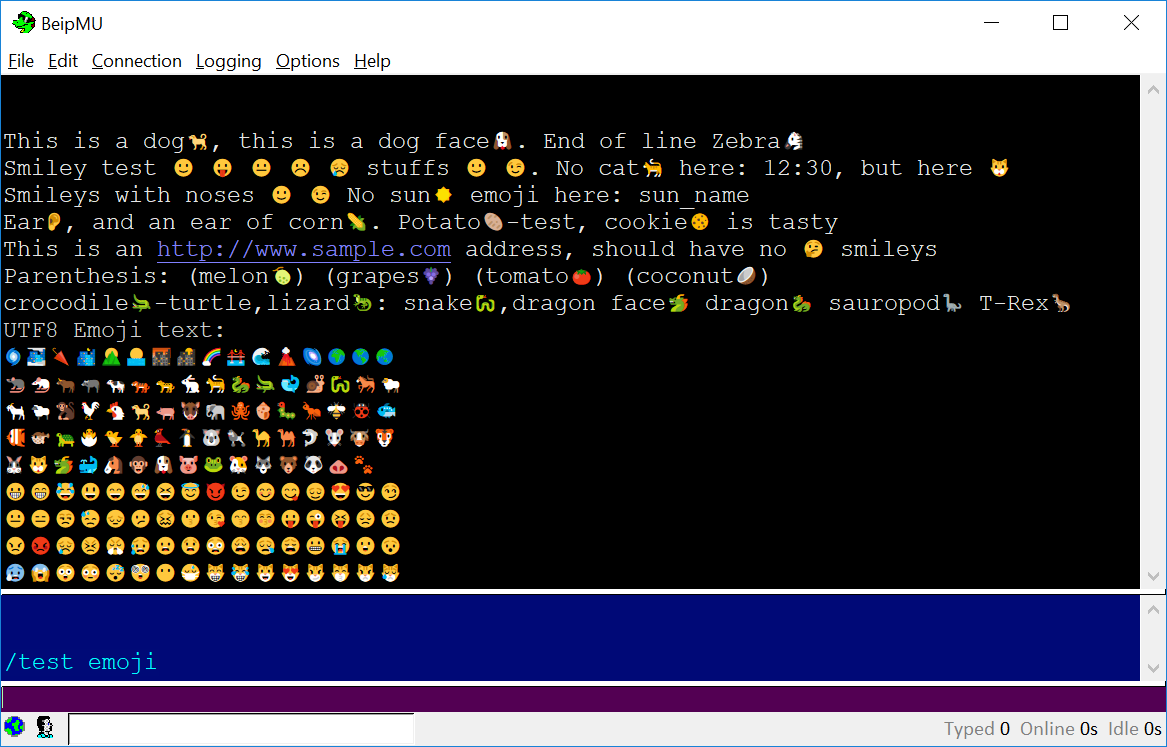 BeipMU
File Edit Connection Logging Options Help
This is a dog🐕, this is a dog face🐶. End of line Zebra🦓
Smiley test 🙂 😛 😐 ☹ 😢 stuffs 🙂 😉. No cat🐈 here: 12:30, but here 🐱
Smileys with noses 🙂 😉 No sun☀ emoji here: sun_name
Ear👂, and an ear of corn🌽. Potato🥔-test, cookie🍪 is tasty
This is an http://www.sample.com address, should have no 🤔 smileys
Parenthesis: (melon🍈) (grapes🍇) (tomato🍅) (coconut🥥)
crocodile🐊-turtle,lizard🦎: snake🐍,dragon face🐲 dragon🐉 sauropod🦕 T-Rex🦖
UTF8 Emoji text:
/test emoji
Typed 0 Online 0s Idle 0s